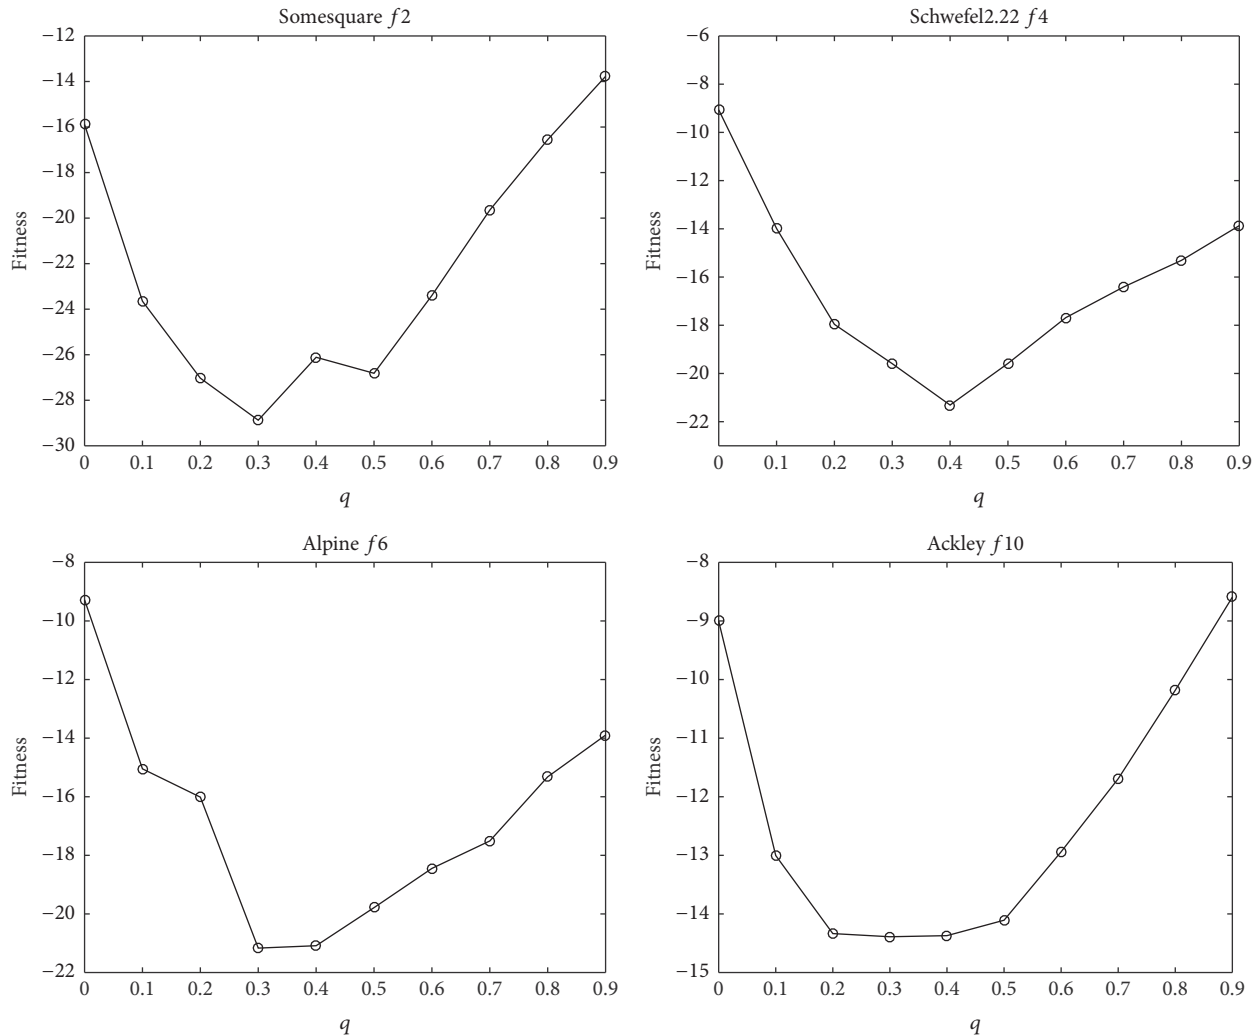 Somesquare f2
−12
−14
−16
−18
−20
−22
−24
−26
−28
−30
Fitness
0 0.1 0.2 0.3 0.4 0.5 0.6 0.7 0.8 0.9
q
Schwefel2.22 f4
−6
−8
−10
−12
−14
−16
−18
−20
−22
Fitness
0 0.1 0.2 0.3 0.4 0.5 0.6 0.7 0.8 0.9
q
Alpine f6
−8
−10
−12
−14
−16
−18
−20
−22
Fitness
0 0.1 0.2 0.3 0.4 0.5 0.6 0.7 0.8 0.9
q
Ackley f10
−8
−9
−10
−11
−12
−13
−14
−15
Fitness
0 0.1 0.2 0.3 0.4 0.5 0.6 0.7 0.8 0.9
q